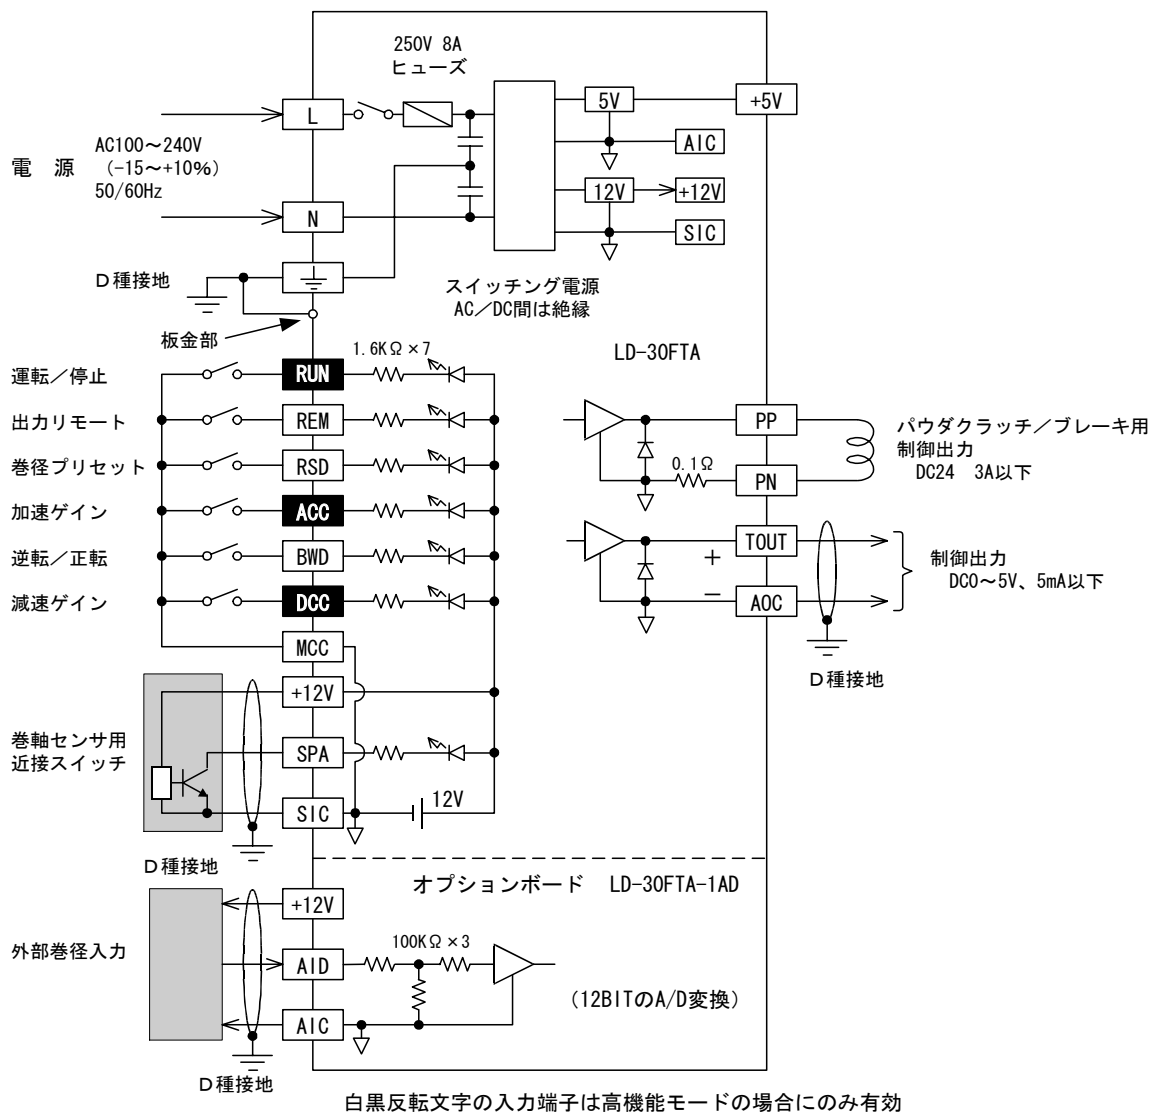 250V 8A
ヒューズ
L
5V
+5V
電 源
AC100～240V
(-15～+10%)
50/60Hz
AIC
12V
+12V
N
SIC
D種接地
スイッチング電源
AC／DC間は絶縁
板金部
LD-30FTA
1.6KΩ×7
運転／停止
RUN
出力リモート
REM
巻径プリセット
RSD
加速ゲイン
ACC
逆転／正転
BWD
減速ゲイン
DCC
MCC
PP
0.1Ω
PN
パウダクラッチ／ブレーキ用
制御出力
DC24 3A以下
TOUT
+
−
AOC
制御出力
DC0～5V、5mA以下
D種接地
+12V
巻軸センサ用
近接スイッチ
SPA
SIC
12V
D種接地
オプションボード LD-30FTA-1AD
+12V
外部巻径入力
AID
100KΩ×3
(12BITのA/D変換)
AIC
D種接地
白黒反転文字の入力端子は高機能モードの場合にのみ有効